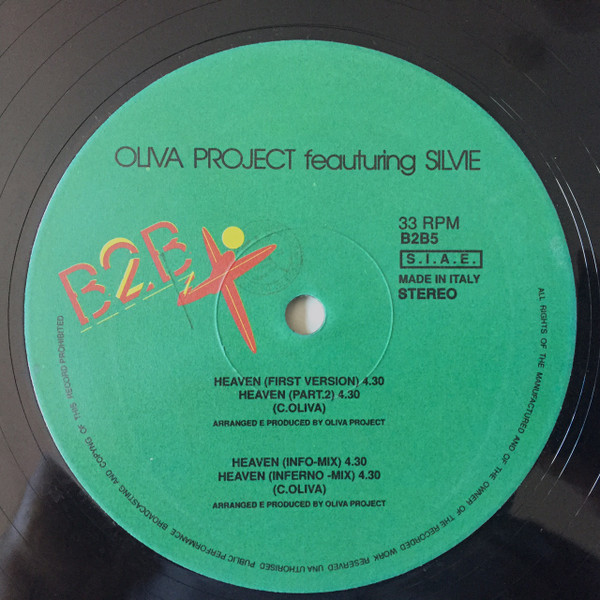 OLIVA PROJECT feauturing SILVIE
B2B
33 RPM
B2B5
S.I.A.E.
MADE IN ITALY
STEREO
HEAVEN (FIRST VERSION) 4.30
HEAVEN (PART.2) 4.30
(C.OLIVA)
ARRANGED E PRODUCED BY OLIVA PROJECT
HEAVEN (INFO-MIX) 4.30
HEAVEN (INFERNO -MIX) 4.30
(C.OLIVA)
ARRANGED E PRODUCED BY OLIVA PROJECT
ALL RIGHTS OF THE MANUFACTURED AND OF THE OWNER OF THE RECORDED WORK RESERVED UNA UTHORISED PUBLIC PERFORMANCE BROADCASTING AND COPYNG OF THIS RECORD PROHIBITED